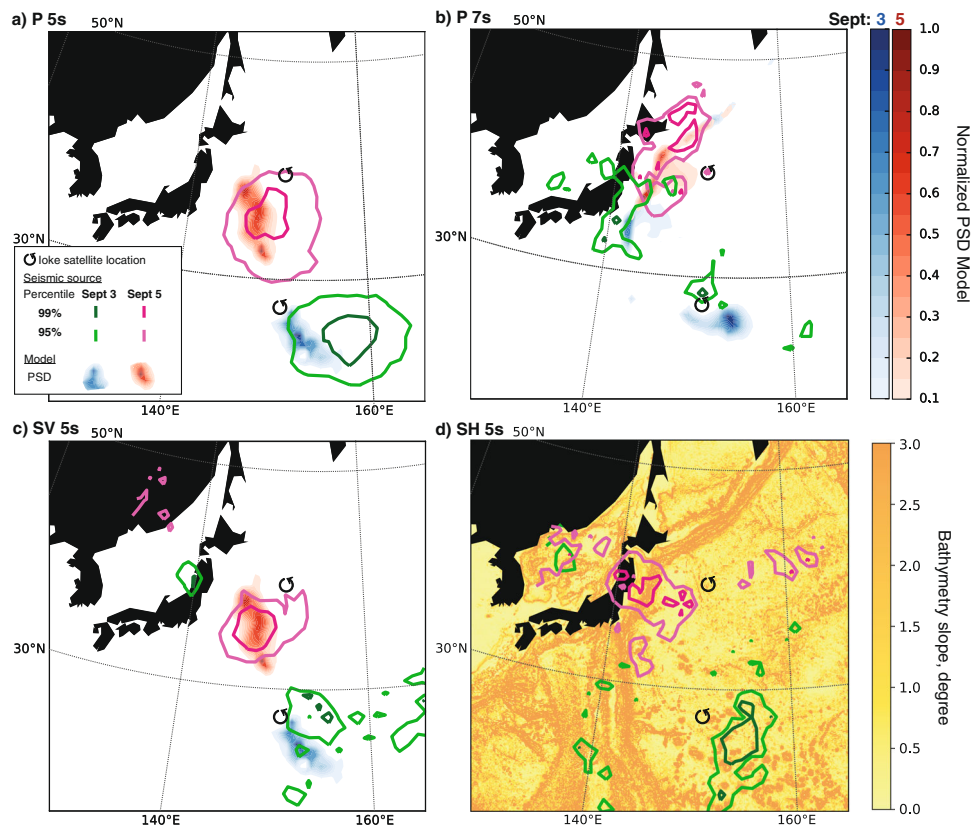 a) P 5s
50°N
30°N
Ioke satellite location
Seismic source
Percentile Sept 3 Sept 5
99%
95%
Model
PSD
140°E
160°E
b) P 7s
50°N
Sept: 3 5
30°N
140°E
160°E
1.0
0.9
0.8
0.7
0.6
0.5
0.4
0.3
0.2
0.1
Normalized PSD Model
c) SV 5s
50°N
30°N
140°E
160°E
d) SH 5s
50°N
30°N
140°E
160°E
3.0
2.5
2.0
1.5
1.0
0.5
0.0
Bathymetry slope, degree